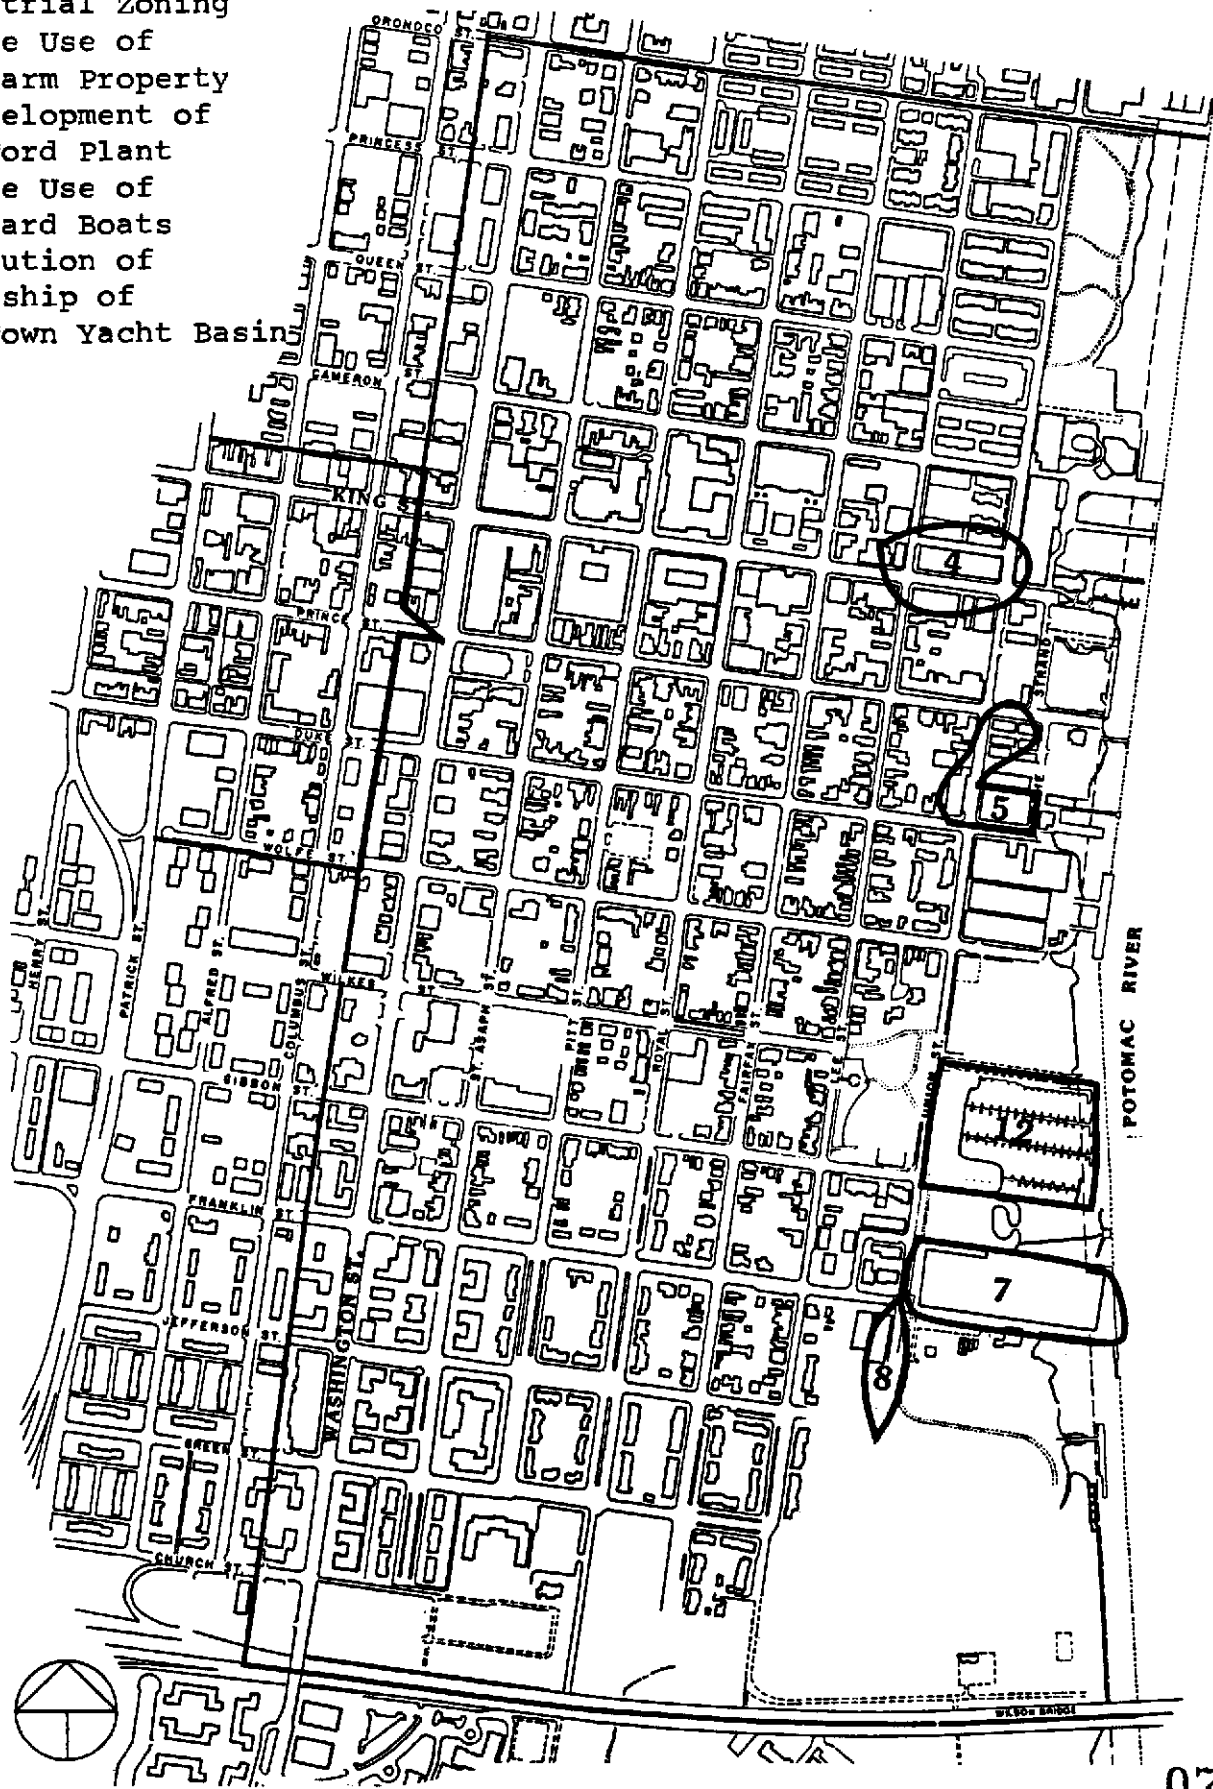 trial Zoning
e Use of
arm Property
elopment of
ord Plant
e Use of
ard Boats
ution of
ship of
own Yacht Basin
ORONOCO ST.
PRINCESS ST.
QUEEN ST.
CAMERON ST.
KING
PRINCE ST.
DUKE ST.
WOLFE ST.
WILKES ST.
GIBBON ST.
FRANKLIN ST.
JEFFERSON ST.
GREEN ST.
CHURCH ST.
HENRY ST.
PATRICK ST.
ALFRED ST.
COLUMBUS ST.
WASHINGTON ST.
ST. ASAPH ST.
PITT ST.
ROYAL ST.
FAIRFAX ST.
LEE ST.
UNION ST.
THE STRAND
POTOMAC RIVER
WILSON BRIDGE
4
5
12
7
8
07